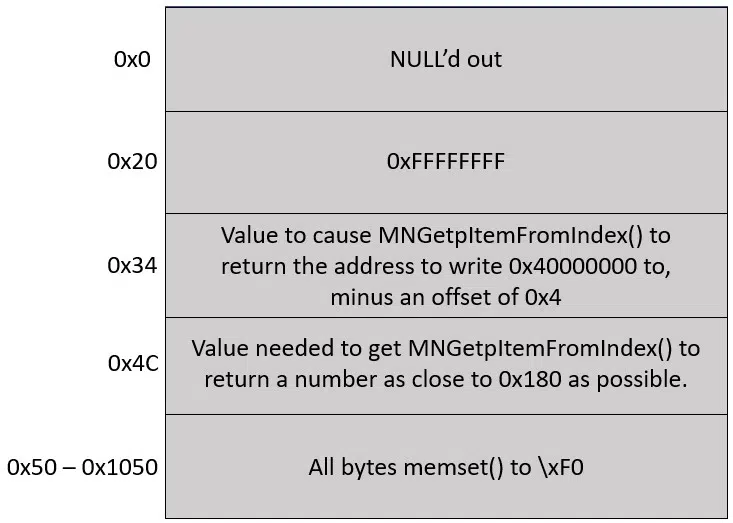 0x0
NULL’d out
0x20
0xFFFFFFFF
0x34
Value to cause MNGetpItemFromIndex() to
return the address to write 0x40000000 to,
minus an offset of 0x4
0x4C
Value needed to get MNGetpItemFromIndex() to
return a number as close to 0x180 as possible.
0x50 – 0x1050
All bytes memset() to \xF0